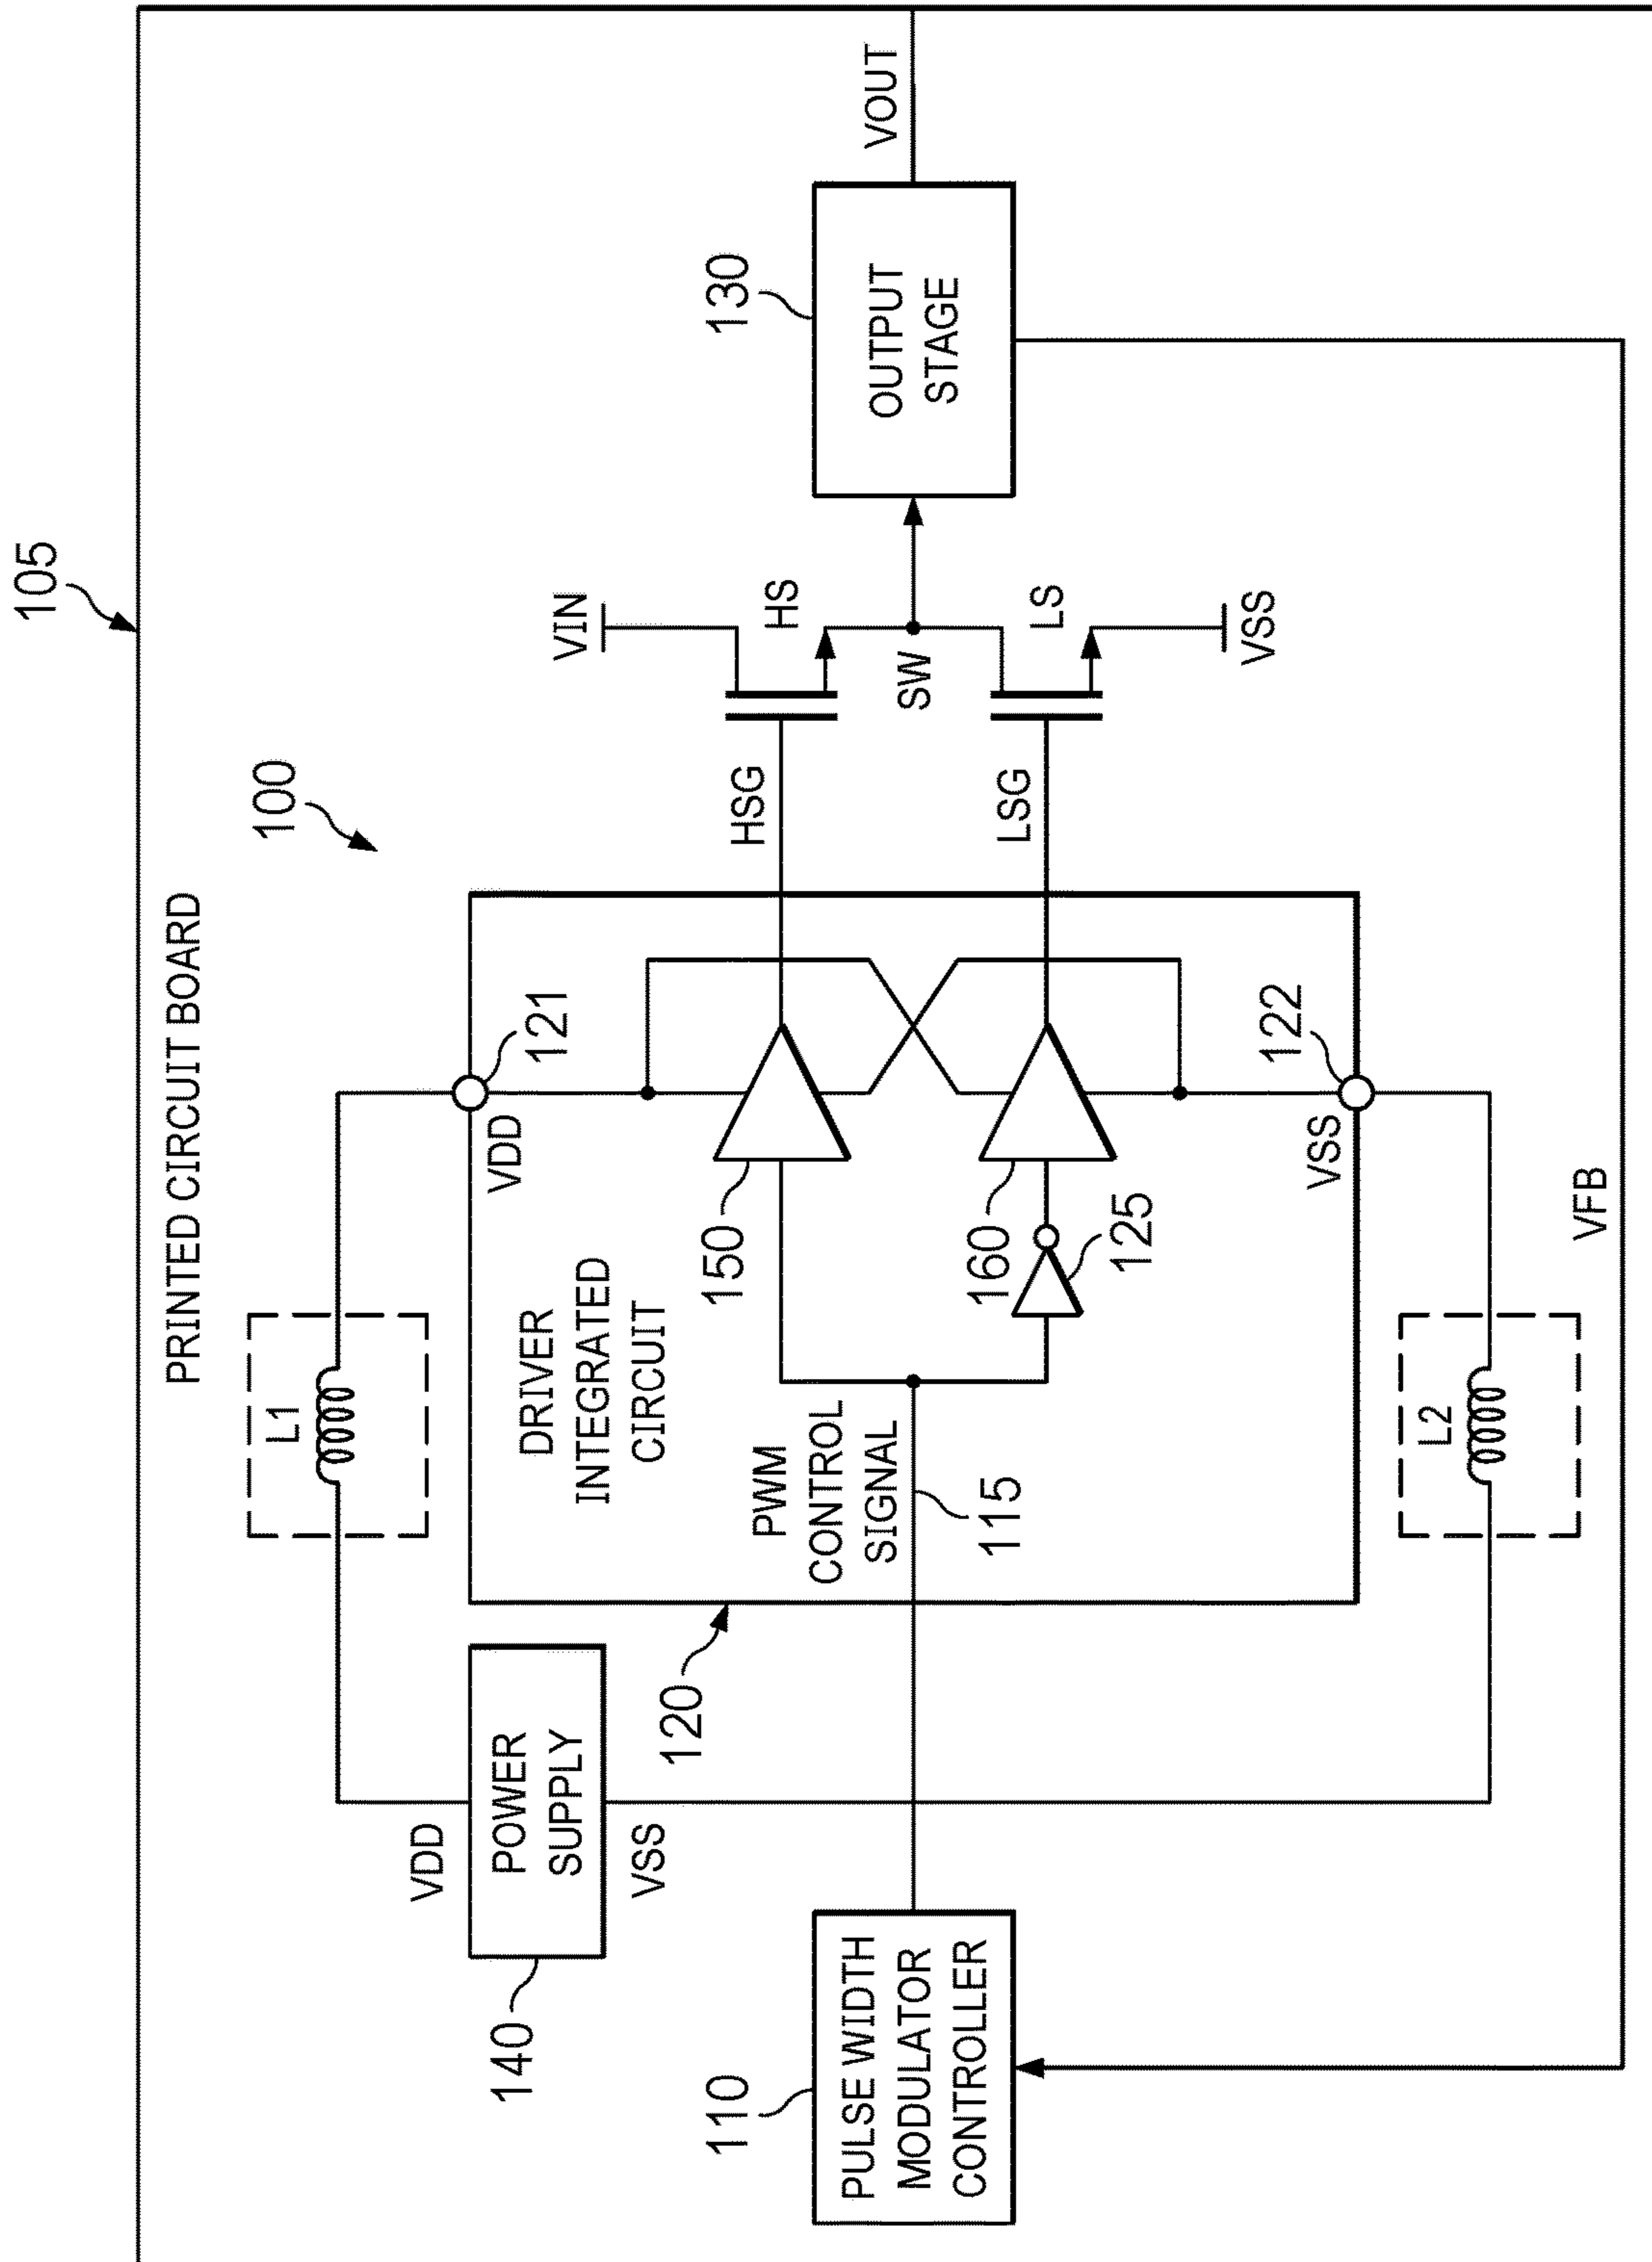 105
PRINTED CIRCUIT BOARD
100
L1
VDD
POWER
SUPPLY
VSS
140
120
DRIVER
INTEGRATED
CIRCUIT
VDD
121
VIN
HS
HSG
SW
LSG
LS
VSS
130
OUTPUT
STAGE
VOUT
150
160
125
PWM
CONTROL
SIGNAL
115
110
PULSE WIDTH
MODULATOR
CONTROLLER
VSS
122
L2
VFB